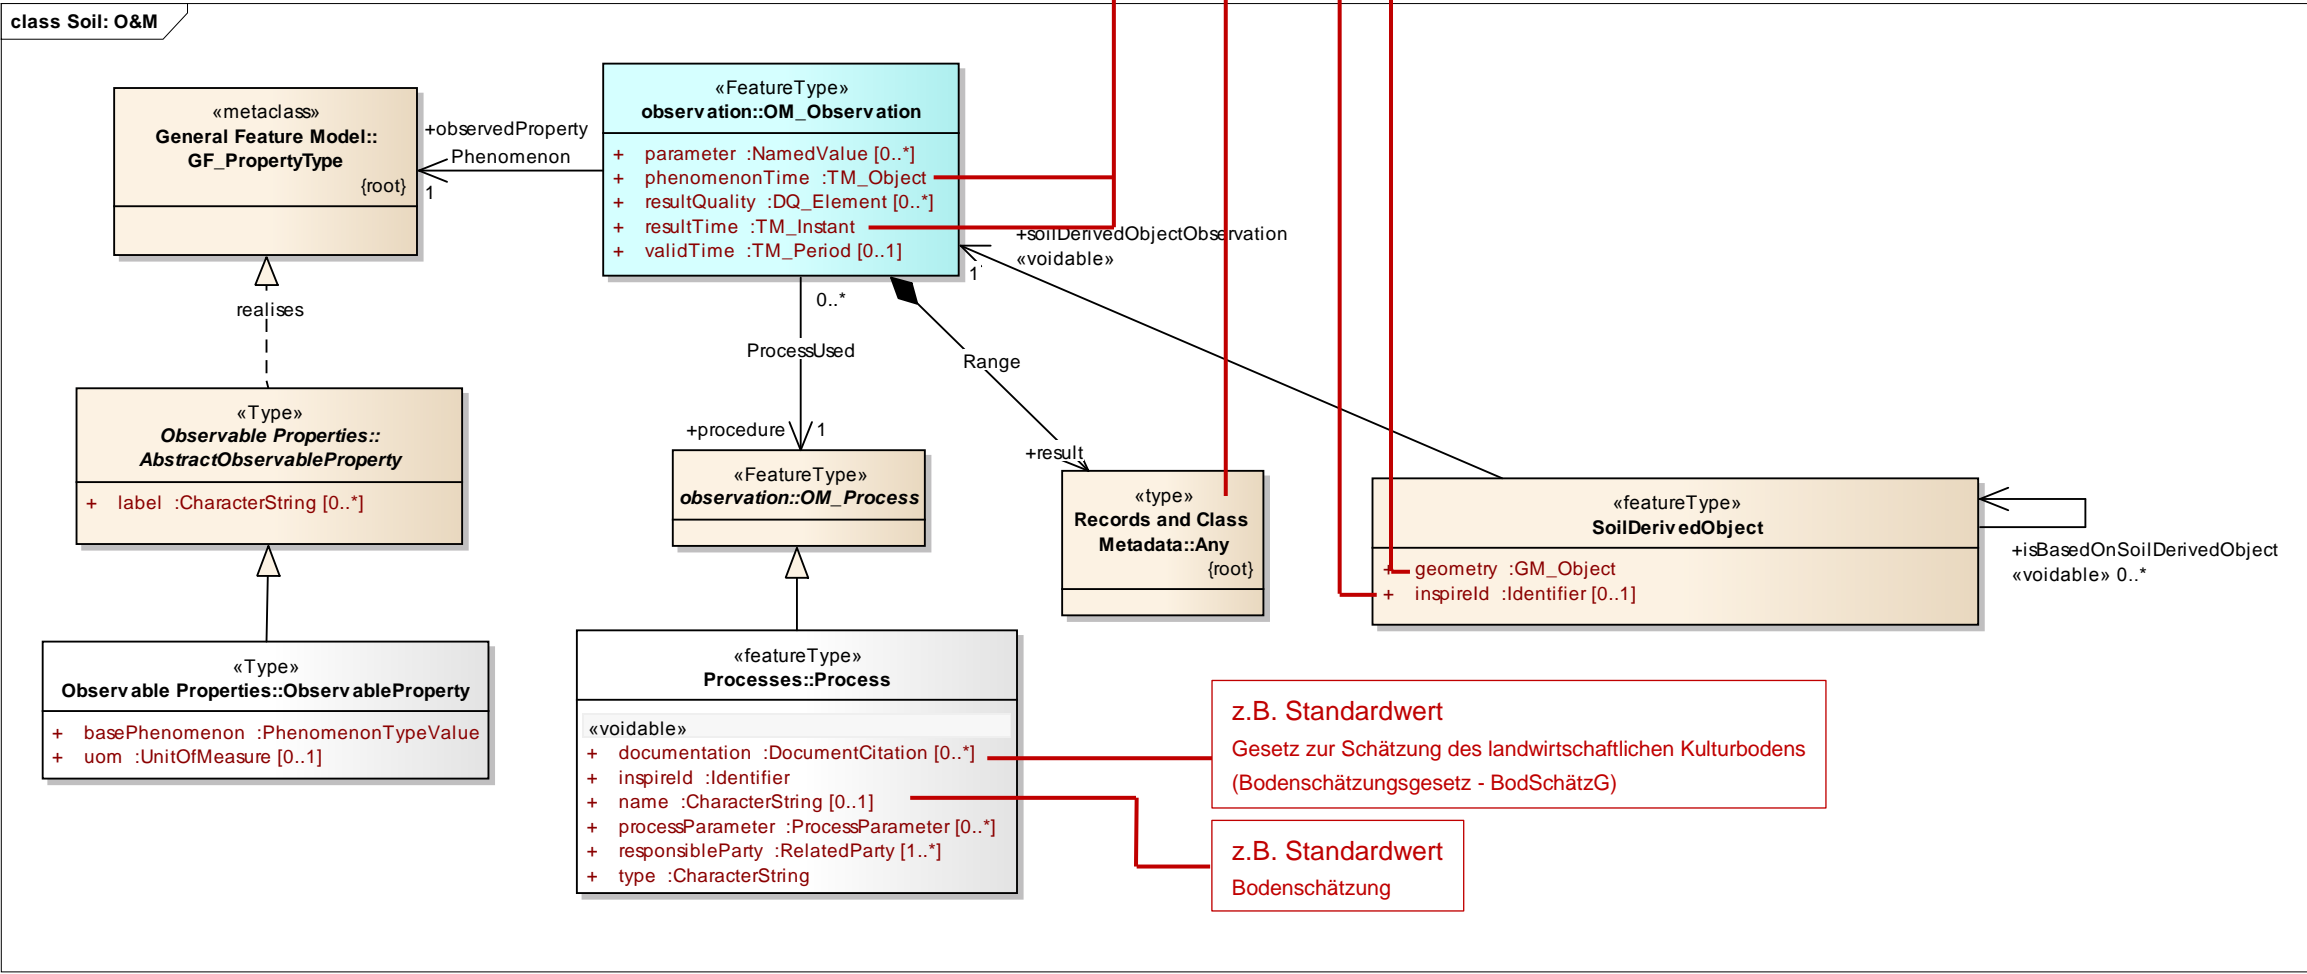 class Soil: O&M
«metaclass»
General Feature Model::
GF_PropertyType
{root}
+observedProperty
Phenomenon
1
«FeatureType»
observation::OM_Observation
+ parameter :NamedValue [0..*]
+ phenomenonTime :TM_Object
+ resultQuality :DQ_Element [0..*]
+ resultTime :TM_Instant
+ validTime :TM_Period [0..1]
+soilDerivedObjectObservation
«voidable»
1
realises
0..*
ProcessUsed
Range
+procedure
1
+result
«Type»
Observable Properties::
AbstractObservableProperty
+ label :CharacterString [0..*]
«FeatureType»
observation::OM_Process
«type»
Records and Class
Metadata::Any
{root}
«featureType»
SoilDerivedObject
+ geometry :GM_Object
+ inspireId :Identifier [0..1]
+isBasedOnSoilDerivedObject
«voidable» 0..*
«Type»
Observable Properties::ObservableProperty
+ basePhenomenon :PhenomenonTypeValue
+ uom :UnitOfMeasure [0..1]
«featureType»
Processes::Process
«voidable»
+ documentation :DocumentCitation [0..*]
+ inspireId :Identifier
+ name :CharacterString [0..1]
+ processParameter :ProcessParameter [0..*]
+ responsibleParty :RelatedParty [1..*]
+ type :CharacterString
z.B. Standardwert
Gesetz zur Schätzung des landwirtschaftlichen Kulturbodens
(Bodenschätzungsgesetz - BodSchätzG)
z.B. Standardwert
Bodenschätzung